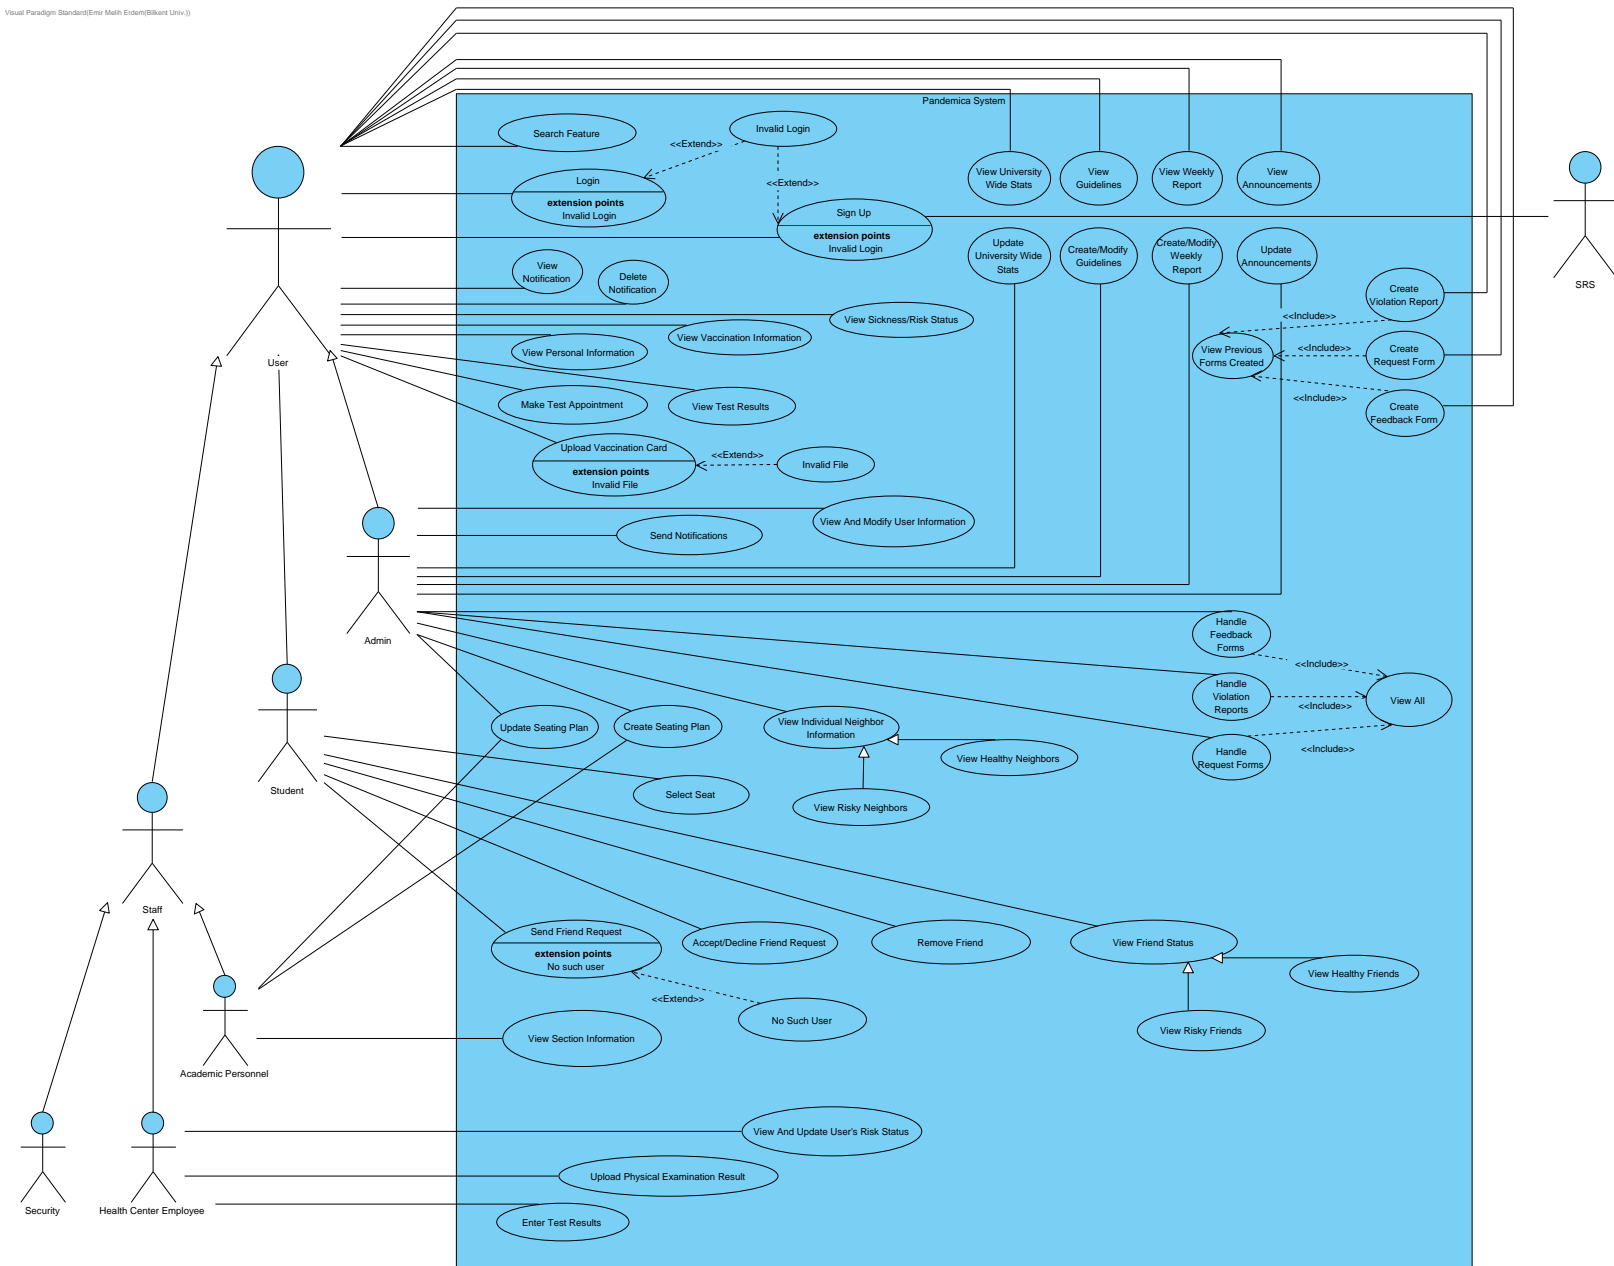 Visual Paradigm Standard(Emir Melih Erdem(Bilkent Univ.))
Pandemica System
Search Feature
Invalid Login
<<Extend>>
<<Extend>>
Login
extension points
Invalid Login
Sign Up
extension points
Invalid Login
View University
Wide Stats
View
Guidelines
View Weekly
Report
View
Announcements
Update
University Wide
Stats
Create/Modify
Guidelines
Create/Modify
Weekly
Report
Update
Announcements
SRS
View
Notification
Delete
Notification
View Sickness/Risk Status
View Vaccination Information
View Personal Information
Create
Violation Report
<<Include>>
View Previous
Forms Created
<<Include>>
Create
Request Form
<<Include>>
Create
Feedback Form
User
Make Test Appointment
View Test Results
Upload Vaccination Card
extension points
Invalid File
<<Extend>>
Invalid File
View And Modify User Information
Send Notifications
Admin
Handle
Feedback
Forms
<<Include>>
Handle
Violation
Reports
<<Include>>
View All
Handle
Request Forms
<<Include>>
Update Seating Plan
Create Seating Plan
View Individual Neighbor
Information
View Healthy Neighbors
View Risky Neighbors
Select Seat
Student
Staff
Send Friend Request
extension points
No such user
Accept/Decline Friend Request
Remove Friend
View Friend Status
View Healthy Friends
View Risky Friends
<<Extend>>
No Such User
View Section Information
Academic Personnel
View And Update User's Risk Status
Upload Physical Examination Result
Enter Test Results
Security
Health Center Employee